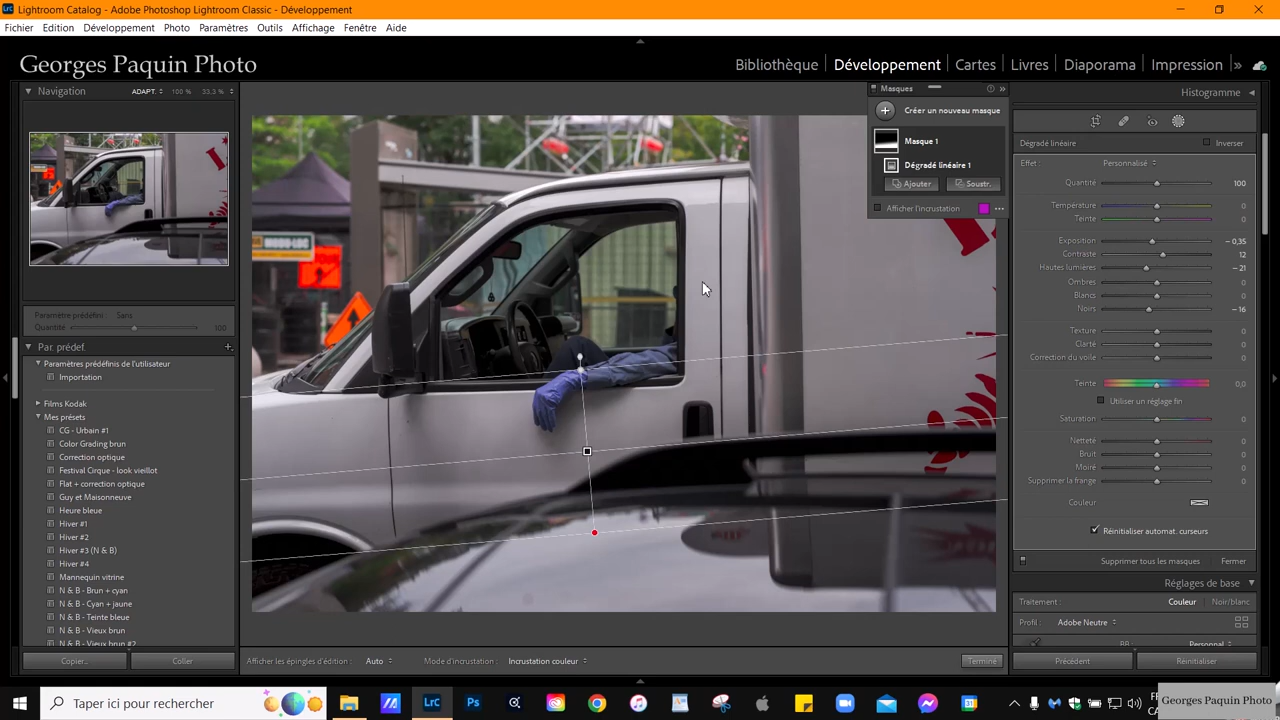 Lightroom Catalog - Adobe Photoshop Lightroom Classic - Développement
Fichier Edition Développement Photo Paramètres Outils Affichage Fenêtre Aide
Georges Paquin Photo
Bibliothèque Développement Cartes Livres Diaporama Impression »
Navigation ADAPT. 100 % 33,3 %
Paramètre prédéfini : Sans
Quantité 100
Par. prédéf.
Paramètres prédéfinis de l'utilisateur
Importation
Films Kodak
Mes présets
CG - Urbain #1
Color Grading brun
Correction optique
Festival Cirque - look vieillot
Flat + correction optique
Guy et Maisonneuve
Heure bleue
Hiver #1
Hiver #2
Hiver #3 (N & B)
Hiver #4
Mannequin vitrine
N & B - Brun + cyan
N & B - Cyan + jaune
N & B - Teinte bleue
N & B - Vieux brun
N & B - Vieux brun #2
Copier... Coller
Masques
Créer un nouveau masque
Masque 1
Dégradé linéaire 1
Ajouter Soustr.
Afficher l'incrustation
Afficher les épingles d'édition : Auto Mode d'incrustation : Incrustation couleur Terminé
Histogramme
Dégradé linéaire Inverser
Effet : Personnalisé
Quantité 100
Température 0
Teinte 0
Exposition – 0,35
Contraste 12
Hautes lumières – 21
Ombres 0
Blancs 0
Noirs – 16
Texture 0
Clarté 0
Correction du voile 0
Teinte 0,0
Utiliser un réglage fin
Saturation 0
Netteté 0
Bruit 0
Moiré 0
Supprimer la frange 0
Couleur
Réinitialiser automat. curseurs
Supprimer tous les masques Fermer
Réglages de base
Traitement : Couleur Noir/blanc
Profil : Adobe Neutre
Précédent Réinitialiser
Taper ici pour rechercher
Georges Paquin Photo